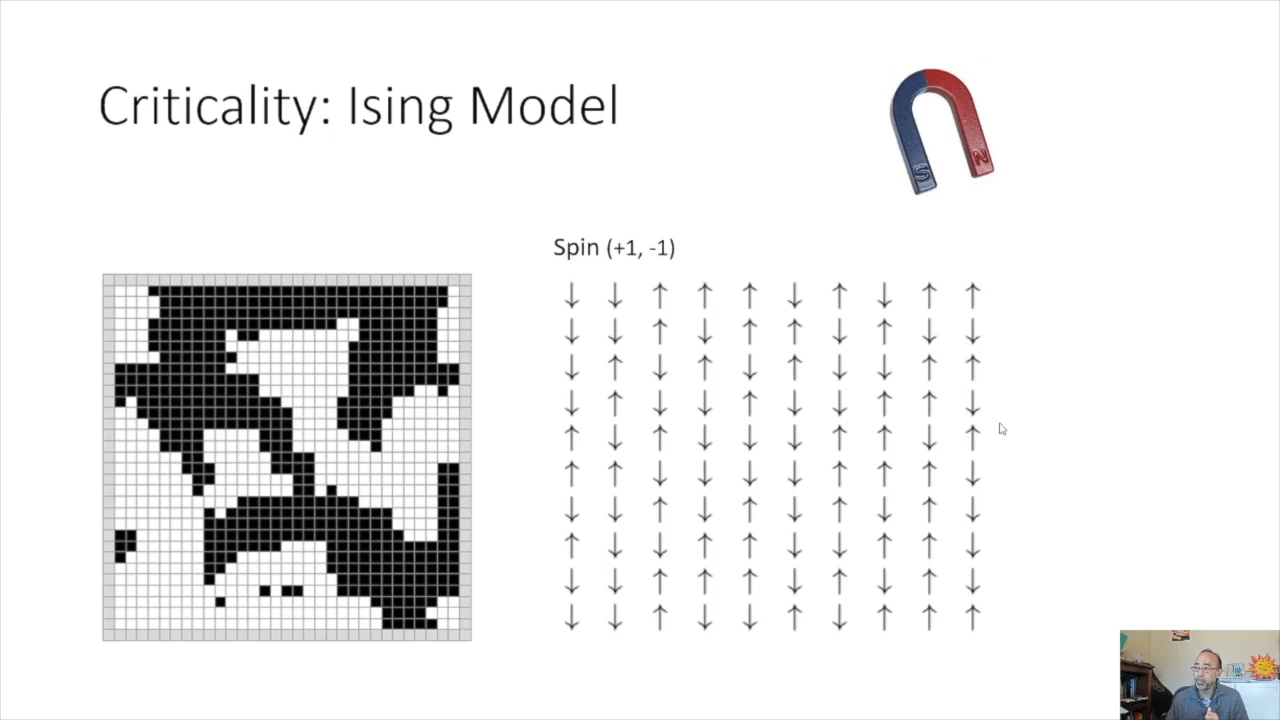 Criticality: Ising Model
N
S
Spin (+1, -1)